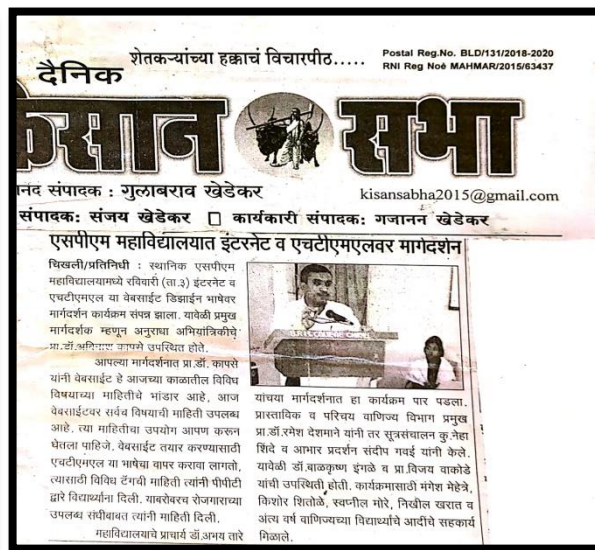 शेतकऱ्यांच्या हक्काचं विचारपीठ.....
Postal Reg.No. BLD/131/2018-2020
RNI Reg Noé MAHMAR/2015/63437
दैनिक
किसान सभा
संपादक : गुलाबराव खेडेकर
kisansabha2015@gmail.com
संपादक: संजय खेडेकर □ कार्यकारी संपादक: गजानन खेडेकर
एसपीएम महाविद्यालयात इंटरनेट व एचटीएमएलवर मार्गदर्शन
चिखली/प्रतिनिधी : स्थानिक एसपीएम
महाविद्यालयामध्ये रविवारी (ता.३) इंटरनेट व
एचटीएमएल या वेबसाईट डिझाईन भाषेवर
मार्गदर्शन कार्यक्रम संपन्न झाला. यावेळी प्रमुख
मार्गदर्शक म्हणून अनुराधा अभियांत्रिकीचे
प्रा.डॉ.अविनाश कापसे उपस्थित होते.
आपल्या मार्गदर्शनात प्रा.डॉ. कापसे
यांनी वेबसाईट हे आजच्या काळातील विविध
विषयाच्या माहितीचे भांडार आहे, आज
वेबसाईटवर सर्वच विषयाची माहिती उपलब्ध
आहे, त्या माहितीचा उपयोग आपण करून
घेतला पाहिजे. वेबसाईट तयार करण्यासाठी
एचटीएमएल या भाषेचा वापर करावा लागतो,
त्यासाठी विविध टॅगची माहिती त्यांनी पीपीटी
द्वारे विद्यार्थ्यांना दिली. याबरोबरच रोजगाराच्या
उपलब्ध संधीबाबत त्यांनी माहिती दिली.
महाविद्यालयाचे प्राचार्य डॉ.अभय तारे
यांच्या मार्गदर्शनात हा कार्यक्रम पार पडला.
प्रास्ताविक व परिचय वाणिज्य विभाग प्रमुख
प्रा.डॉ.रमेश देशमाने यांनी तर सूत्रसंचालन कु.नेहा
शिंदे व आभार प्रदर्शन संदीप गवई यांनी केले.
यावेळी डॉ.बाळकृष्ण इंगळे व प्रा.विजय वाकोडे
यांची उपस्थिती होती. कार्यक्रमासाठी मंगेश मेहेत्रे,
किशोर शितोळे, स्वप्नील मोरे, निखील खरात व
अंत्य वर्ष वाणिज्यच्या विद्यार्थ्यांचे आदींचे सहकार्य
मिळाले.